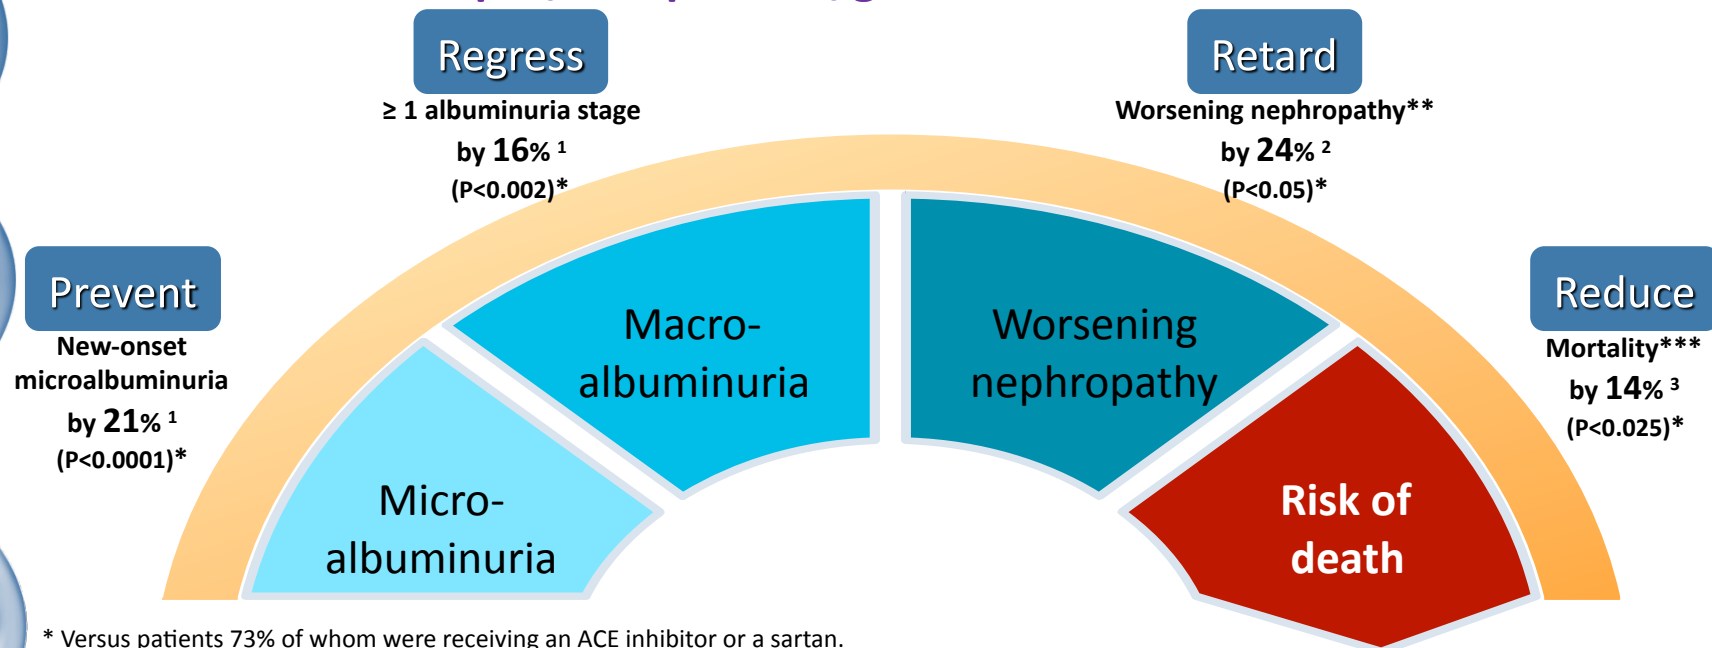 Regress
≥ 1 albuminuria stage
by 16% 1
(P<0.002)*
Retard
Worsening nephropathy**
by 24% 2
(P<0.05)*
Prevent
New-onset
microalbuminuria
by 21% 1
(P<0.0001)*
Reduce
Mortality***
by 14% 3
(P<0.025)*
Micro-
albuminuria
Macro-
albuminuria
Worsening
nephropathy
Risk of
death
* Versus patients 73% of whom were receiving an ACE inhibitor or a sartan.